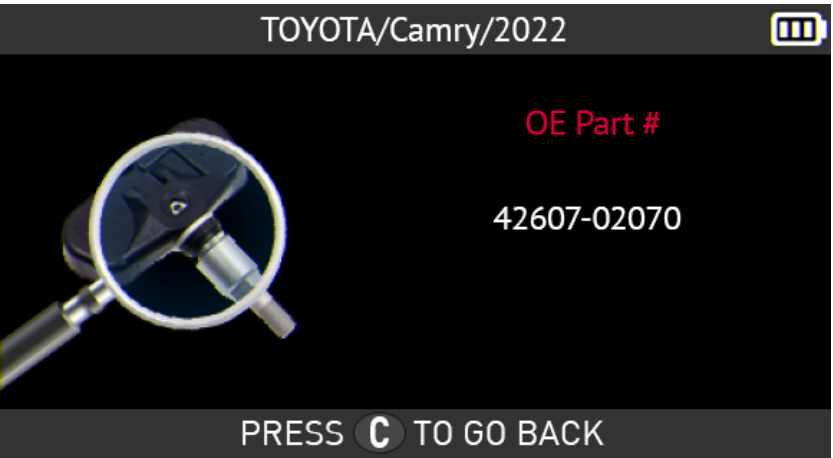 TOYOTA/Camry/2022
OE Part #
42607-02070
PRESS C TO GO BACK